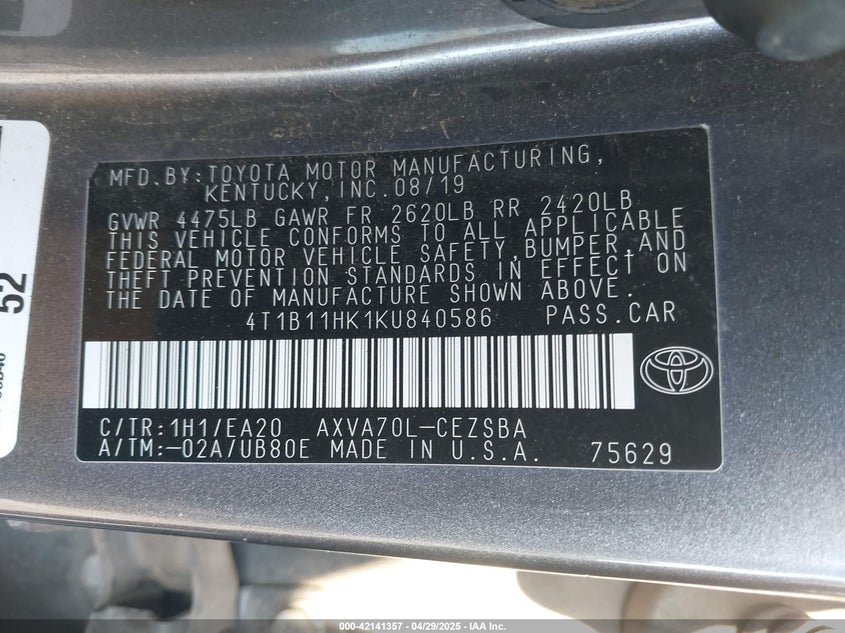 MFD.BY:TOYOTA MOTOR MANUFACTURING,
KENTUCKY,INC.08/19
GVWR 4475LB GAWR FR 2620LB RR 2420LB
THIS VEHICLE CONFORMS TO ALL APPLICABLE
FEDERAL MOTOR VEHICLE SAFETY,BUMPER,AND
THEFT PREVENTION STANDARDS IN EFFECT ON
THE DATE OF MANUFACTURE SHOWN ABOVE.
4T1B11HK1KU840586 PASS.CAR
C/TR:1H1/EA20 AXVA70L-CEZSBA
A/TM:-02A/UB80E MADE IN U.S.A. 75629
52
000-42141357 04/29/2025 - IAA Inc.